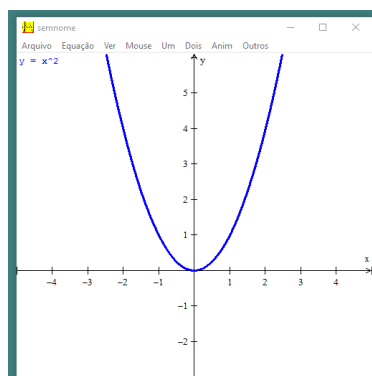 semnome
Arquivo Equação Ver Mouse Um Dois Anim Outros
y = x^2
y
5
4
3
2
1
x
−4 −3 −2 −1 1 2 3 4
−1
−2